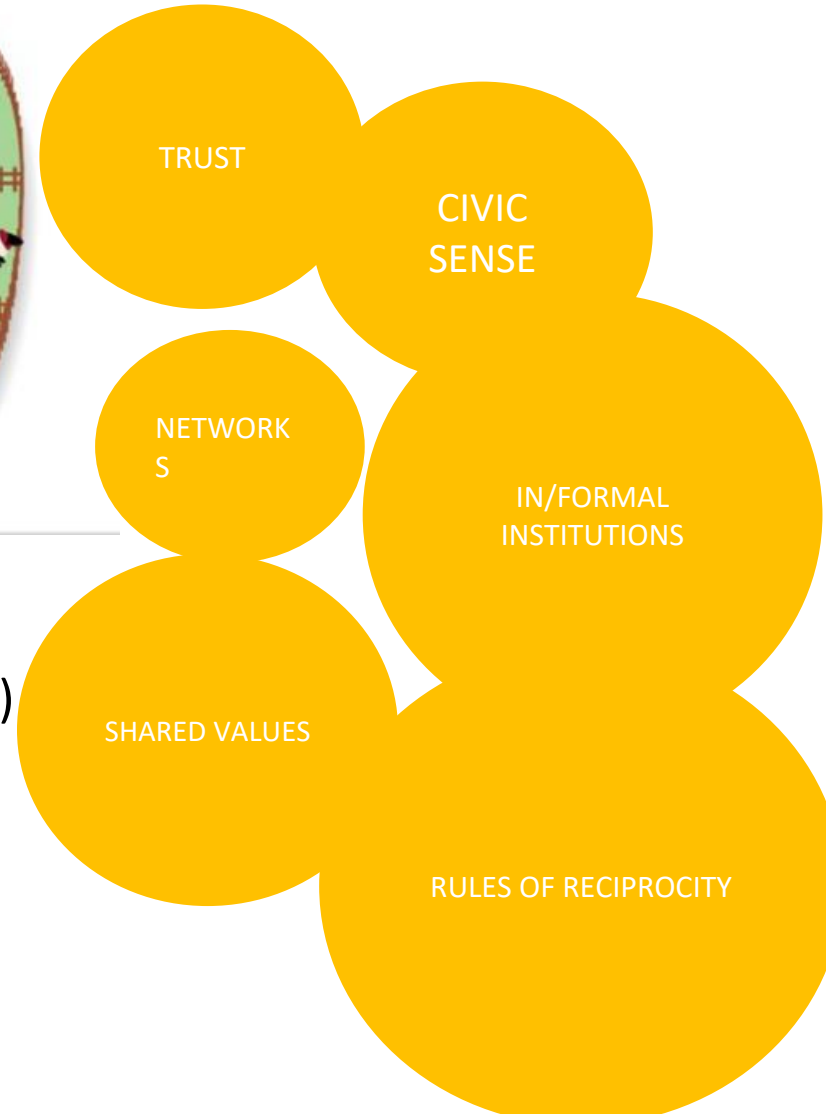 TRUST
CIVIC
SENSE
NETWORK
S
IN/FORMAL
INSTITUTIONS
)
SHARED VALUES
RULES OF RECIPROCITY